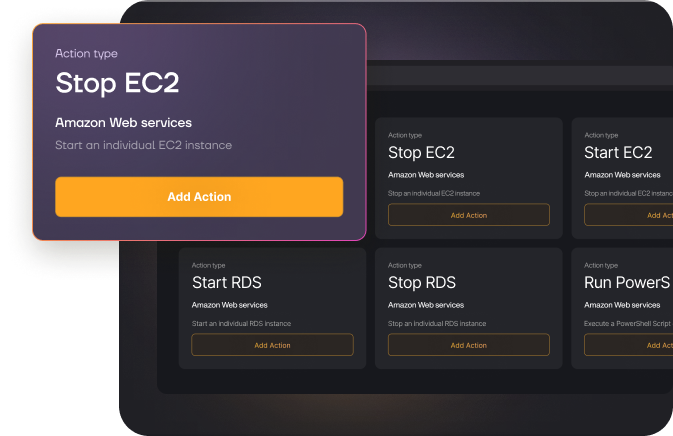 Action type
Stop EC2
Amazon Web services
Start an individual EC2 instance
Add Action
Action type
Stop EC2
Amazon Web services
Stop an individual EC2 instance
Add Action
Action type
Start EC2
Amazon Web services
Stop an individual EC2 instanc
Add Act
Action type
Start RDS
Amazon Web services
Start an individual RDS instance
Add Action
Action type
Stop RDS
Amazon Web services
Stop an individual RDS instance
Add Action
Action type
Run PowerS
Amazon Web services
Execute a PowerShell Script
Add Act